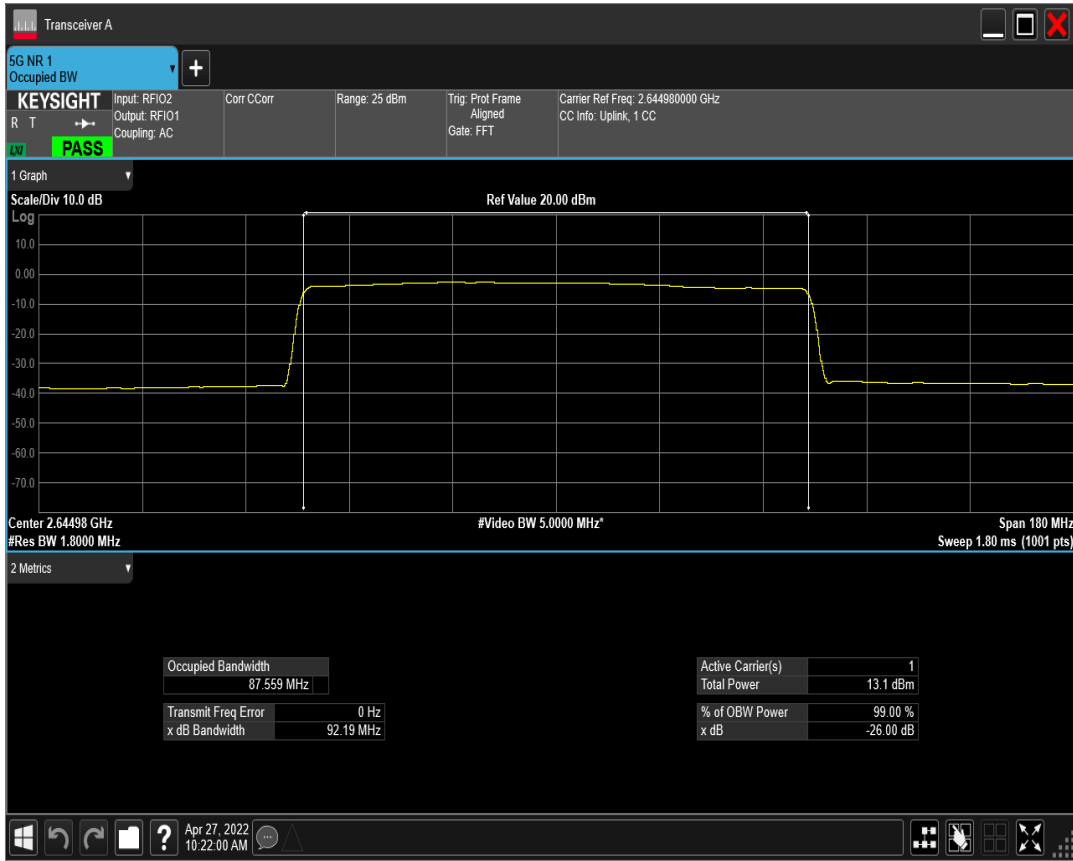 Transceiver A
5G NR 1
Occupied BW
KEYSIGHT
R T
LXI
PASS
Input: RFIO2
Output: RFIO1
Coupling: AC
Corr CCorr
Range: 25 dBm
Trig: Prot Frame
Aligned
Gate: FFT
Carrier Ref Freq: 2.644980000 GHz
CC Info: Uplink, 1 CC
1 Graph
Scale/Div 10.0 dB
Ref Value 20.00 dBm
Log
10.0
0.00
-10.0
-20.0
-30.0
-40.0
-50.0
-60.0
-70.0
Center 2.64498 GHz
#Video BW 5.0000 MHz*
Span 180 MHz
#Res BW 1.8000 MHz
Sweep 1.80 ms (1001 pts)
2 Metrics
Occupied Bandwidth
87.559 MHz
Transmit Freq Error 0 Hz
x dB Bandwidth 92.19 MHz
Active Carrier(s) 1
Total Power 13.1 dBm
% of OBW Power 99.00 %
x dB -26.00 dB
?
Apr 27, 2022
10:22:00 AM